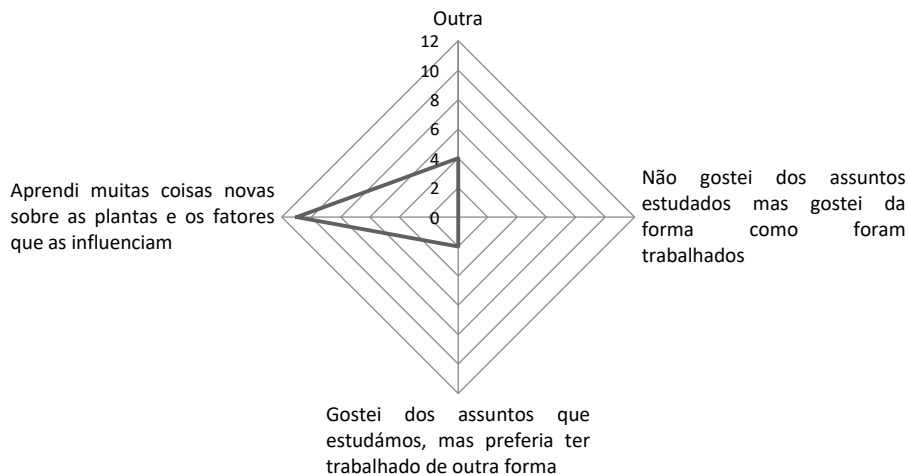 Outra
12
10
8
6
4
2
0
Aprendi muitas coisas novas
sobre as plantas e os fatores
que as influenciam
Não gostei dos assuntos
estudados mas gostei da
forma como foram
trabalhados
Gostei dos assuntos que
estudámos, mas preferia ter
trabalhado de outra forma